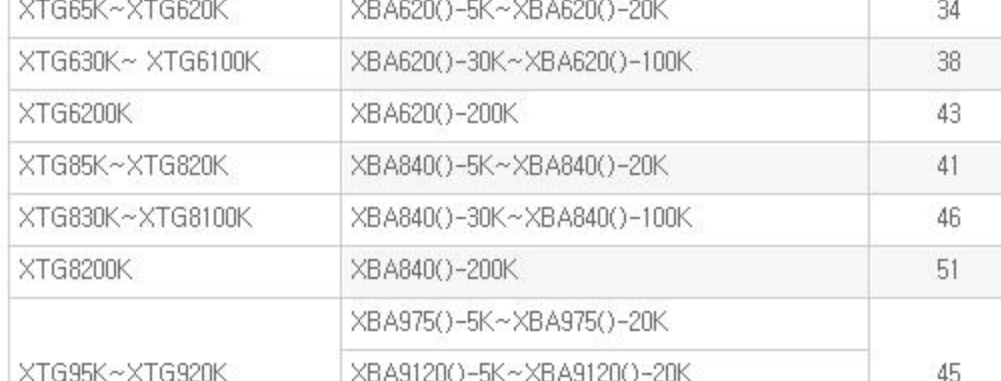 XTG65K~XTG620K XBA620()-5K~XBA620()-20K 34
XTG630K~ XTG6100K XBA620()-30K~XBA620()-100K 38
XTG6200K XBA620()-200K 43
XTG85K~XTG820K XBA840()-5K~XBA840()-20K 41
XTG830K~XTG8100K XBA840()-30K~XBA840()-100K 46
XTG8200K XBA840()-200K 51
XBA975()-5K~XBA975()-20K
XTG95K~XTG920K XBA9120()-5K~XBA9120()-20K 45